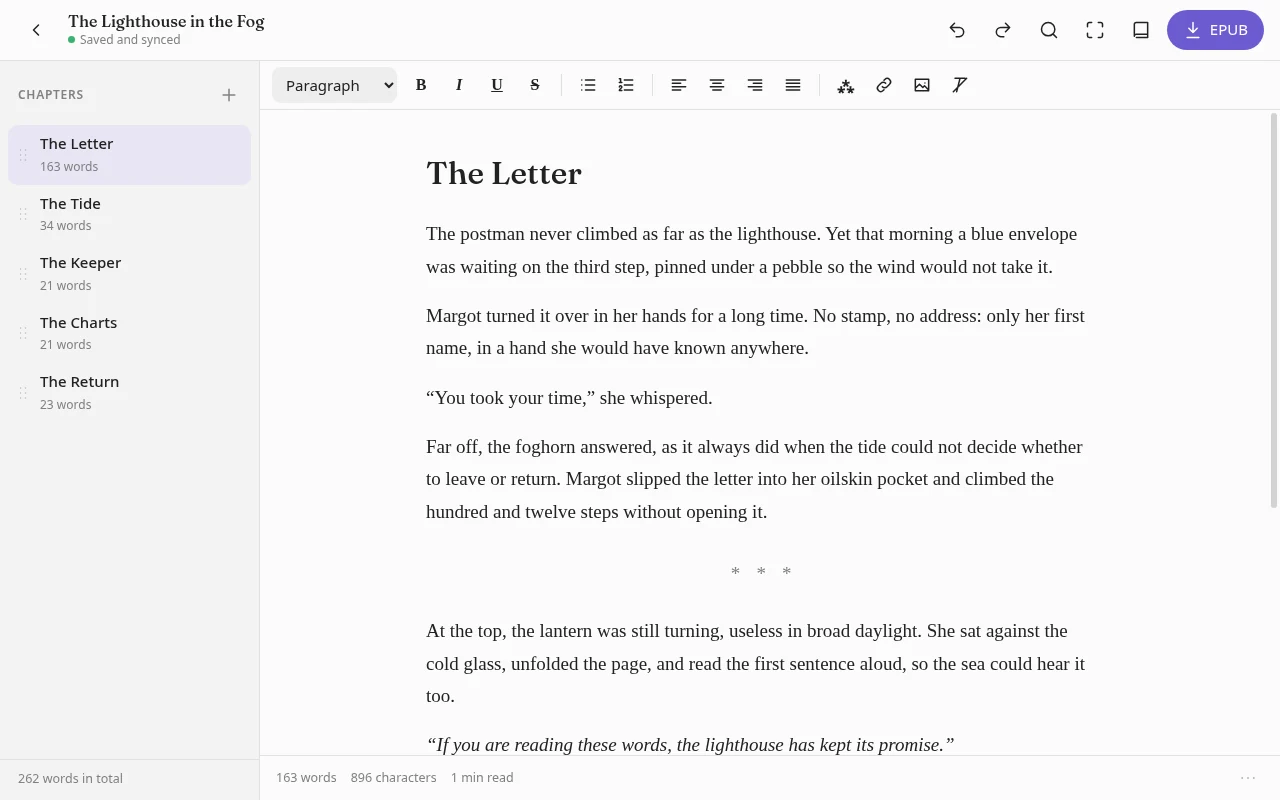 The Lighthouse in the Fog
Saved and synced
EPUB
CHAPTERS
The Letter
163 words
The Tide
34 words
The Keeper
21 words
The Charts
21 words
The Return
23 words
262 words in total
Paragraph
B I U S
The Letter
The postman never climbed as far as the lighthouse. Yet that morning a blue envelope
was waiting on the third step, pinned under a pebble so the wind would not take it.
Margot turned it over in her hands for a long time. No stamp, no address: only her first
name, in a hand she would have known anywhere.
“You took your time,” she whispered.
Far off, the foghorn answered, as it always did when the tide could not decide whether
to leave or return. Margot slipped the letter into her oilskin pocket and climbed the
hundred and twelve steps without opening it.
* * *
At the top, the lantern was still turning, useless in broad daylight. She sat against the
cold glass, unfolded the page, and read the first sentence aloud, so the sea could hear it
too.
“If you are reading these words, the lighthouse has kept its promise.”
163 words 896 characters 1 min read